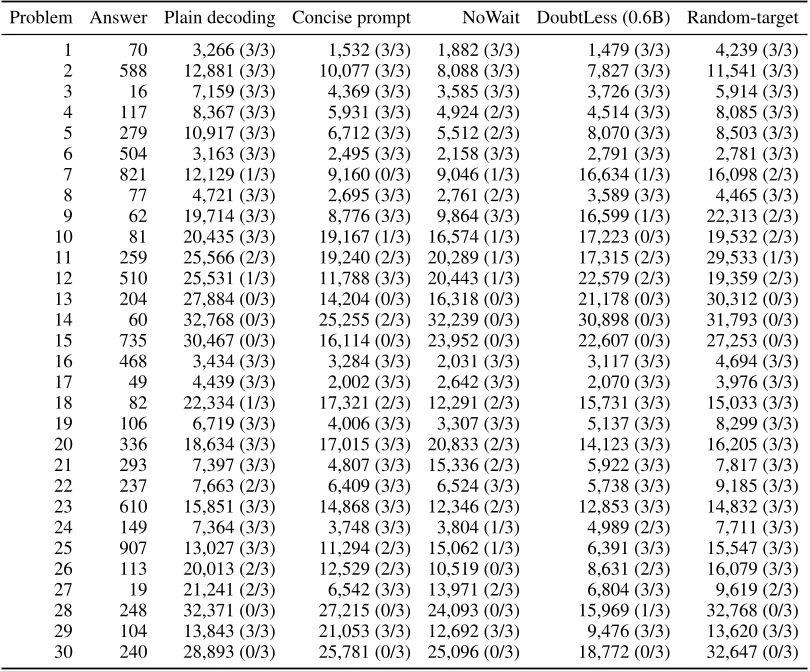 Problem Answer Plain decoding Concise prompt NoWait DoubtLess (0.6B) Random-target
1 70 3,266 (3/3) 1,532 (3/3) 1,882 (3/3) 1,479 (3/3) 4,239 (3/3)
2 588 12,881 (3/3) 10,077 (3/3) 8,088 (3/3) 7,827 (3/3) 11,541 (3/3)
3 16 7,159 (3/3) 4,369 (3/3) 3,585 (3/3) 3,726 (3/3) 5,914 (3/3)
4 117 8,367 (3/3) 5,931 (3/3) 4,924 (2/3) 4,514 (3/3) 8,085 (3/3)
5 279 10,917 (3/3) 6,712 (3/3) 5,512 (2/3) 8,070 (3/3) 8,503 (3/3)
6 504 3,163 (3/3) 2,495 (3/3) 2,158 (3/3) 2,791 (3/3) 2,781 (3/3)
7 821 12,129 (1/3) 9,160 (0/3) 9,046 (1/3) 16,634 (1/3) 16,098 (2/3)
8 77 4,721 (3/3) 2,695 (3/3) 2,761 (2/3) 3,589 (3/3) 4,465 (3/3)
9 62 19,714 (3/3) 8,776 (3/3) 9,864 (3/3) 16,599 (1/3) 22,313 (2/3)
10 81 20,435 (3/3) 19,167 (1/3) 16,574 (1/3) 17,223 (0/3) 19,532 (2/3)
11 259 25,566 (2/3) 19,240 (2/3) 20,289 (1/3) 17,315 (2/3) 29,533 (1/3)
12 510 25,531 (1/3) 11,788 (3/3) 20,443 (1/3) 22,579 (2/3) 19,359 (2/3)
13 204 27,884 (0/3) 14,204 (0/3) 16,318 (0/3) 21,178 (0/3) 30,312 (0/3)
14 60 32,768 (0/3) 25,255 (2/3) 32,239 (0/3) 30,898 (0/3) 31,793 (0/3)
15 735 30,467 (0/3) 16,114 (0/3) 23,952 (0/3) 22,607 (0/3) 27,253 (0/3)
16 468 3,434 (3/3) 3,284 (3/3) 2,031 (3/3) 3,117 (3/3) 4,694 (3/3)
17 49 4,439 (3/3) 2,002 (3/3) 2,642 (3/3) 2,070 (3/3) 3,976 (3/3)
18 82 22,334 (1/3) 17,321 (2/3) 12,291 (2/3) 15,731 (3/3) 15,033 (3/3)
19 106 6,719 (3/3) 4,006 (3/3) 3,307 (3/3) 5,137 (3/3) 8,299 (3/3)
20 336 18,634 (3/3) 17,015 (3/3) 20,833 (2/3) 14,123 (3/3) 16,205 (3/3)
21 293 7,397 (3/3) 4,807 (3/3) 15,336 (2/3) 5,922 (3/3) 7,817 (3/3)
22 237 7,663 (2/3) 6,409 (3/3) 6,524 (3/3) 5,738 (3/3) 9,185 (3/3)
23 610 15,851 (3/3) 14,868 (3/3) 12,346 (2/3) 12,853 (3/3) 14,832 (3/3)
24 149 7,364 (3/3) 3,748 (3/3) 3,804 (1/3) 4,989 (2/3) 7,711 (3/3)
25 907 13,027 (3/3) 11,294 (2/3) 15,062 (1/3) 6,391 (3/3) 15,547 (3/3)
26 113 20,013 (2/3) 12,529 (2/3) 10,519 (0/3) 8,631 (2/3) 16,079 (3/3)
27 19 21,241 (2/3) 6,542 (3/3) 13,971 (2/3) 6,804 (3/3) 9,619 (2/3)
28 248 32,371 (0/3) 27,215 (0/3) 24,093 (0/3) 15,969 (1/3) 32,768 (0/3)
29 104 13,843 (3/3) 21,053 (3/3) 12,692 (3/3) 9,476 (3/3) 13,620 (3/3)
30 240 28,893 (0/3) 25,781 (0/3) 25,096 (0/3) 18,772 (0/3) 32,647 (0/3)